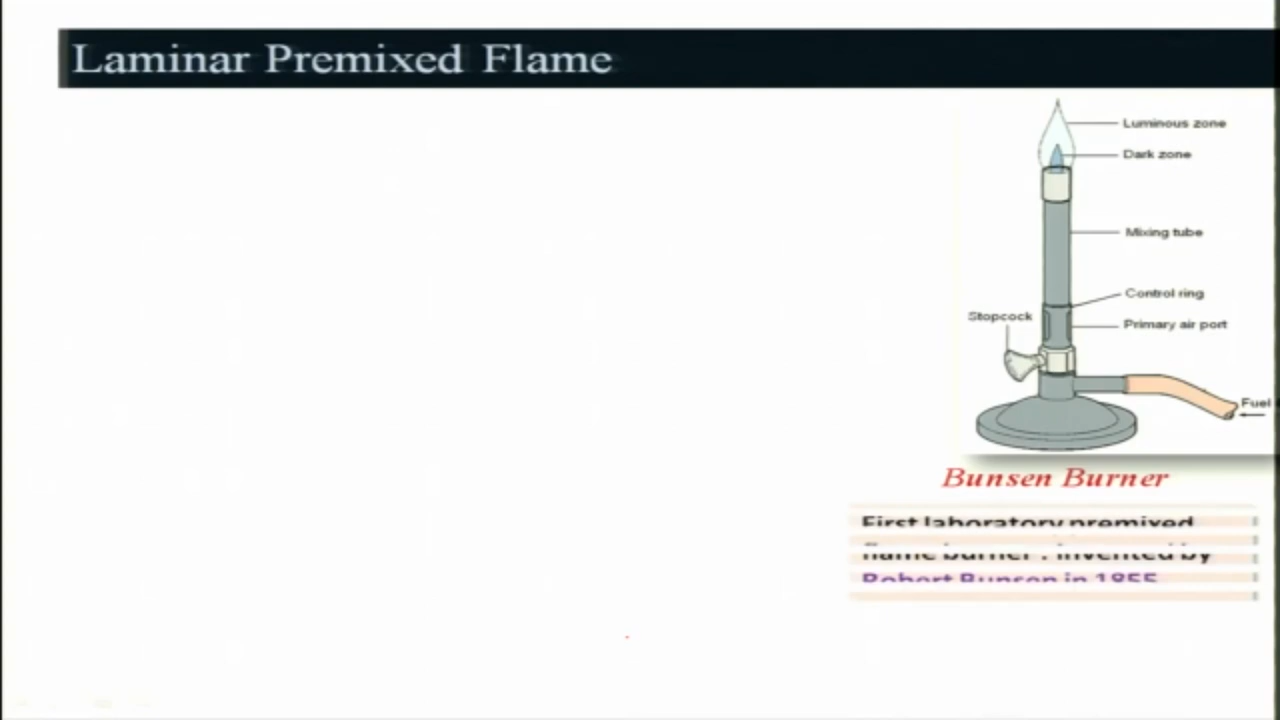 Laminar Premixed Flame
Luminous zone
Dark zone
Mixing tube
Control ring
Stopcock
Primary air port
Fuel
Bunsen Burner
First laboratory premixed
flame burner : invented by
Robert Bunsen in 1855